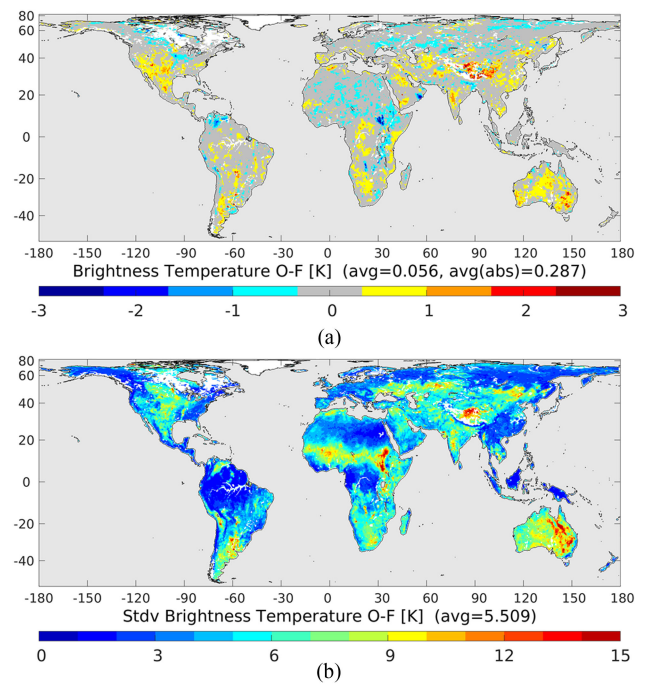 80
60
40
20
0
-20
-40
-180 -150 -120 -90 -60 -30 0 30 60 90 120 150 180
Brightness Temperature O-F [K] (avg=0.056, avg(abs)=0.287)
-3 -2 -1 0 1 2 3
(a)
80
60
40
20
0
-20
-40
-180 -150 -120 -90 -60 -30 0 30 60 90 120 150 180
Stdv Brightness Temperature O-F [K] (avg=5.509)
0 3 6 9 12 15
(b)